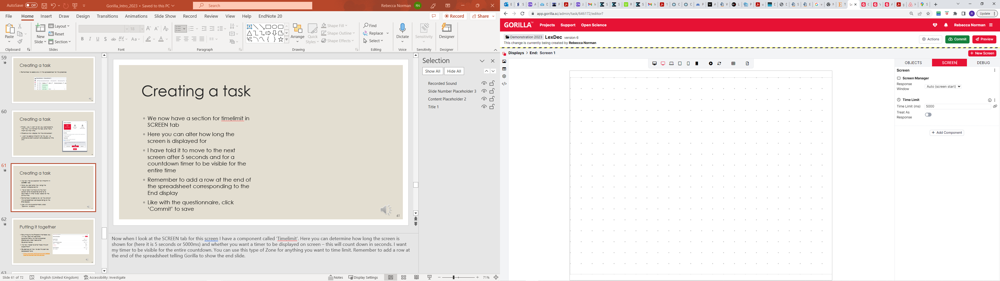 AutoSave Off
Gorilla_Intro_2023 • Saved to this PC
Search
Rebecca Norman RN
File Home Insert Draw Design Transitions Animations Slide Show Record Review View Help EndNote 20
Record
Share
Paste
New
Slide
Layout
Reset
Section
18
Arrange
Quick
Styles
Shape Fill
Shape Outline
Shape Effects
Find
Replace
Select
Dictate
Sensitivity
Designer
Clipboard
Slides
Font
Paragraph
Drawing
Editing
Voice
Sensitivity
Designer
59
Creating a task
60
Creating a task
61
Creating a task
62
Putting it together
63
Creating a task
◦ We now have a section for timelimit in
SCREEN tab
◦ Here you can alter how long the
screen is displayed for
◦ I have told it to move to the next
screen after 5 seconds and for a
countdown timer to be visible for the
entire time
◦ Remember to add a row at the end of
the spreadsheet corresponding to the
End display
◦ Like with the questionnaire, click
‘Commit’ to save
61
Selection
Show All
Hide All
Recorded Sound
Slide Number Placeholder 3
Content Placeholder 2
Title 1
Now when I look at the SCREEN tab for this screen I have a component called ‘Timelimit’. Here you can determine how long the screen is
shown for (here it is 5 seconds or 5000ms) and whether you want a timer to be displayed on screen – this will count down in seconds. I want
my timer to be visible for the entire countdown. You can use this type of Zone for anything you want to time limit. Remember to add a row at
the end of the spreadsheet telling Gorilla to show the end slide.
Slide 61 of 72
English (United Kingdom)
Accessibility: Investigate
Notes
Display Settings
71%
app.gorilla.sc/admin/task/646172/editor?
Update
GORILLA™
Projects
Support
Open Science
Rebecca Norman
Demonstration 2023
LexDec version 6
This change is currently being created by Rebecca Norman
Actions
Commit
Preview
Displays > End: Screen 1
+ New Screen
OBJECTS
SCREEN
DEBUG
Screen
Screen Manager
Response
Window
Auto (screen start)
Time Limit
Time Limit (ms)
5000
Treat As
Response
+ Add Component